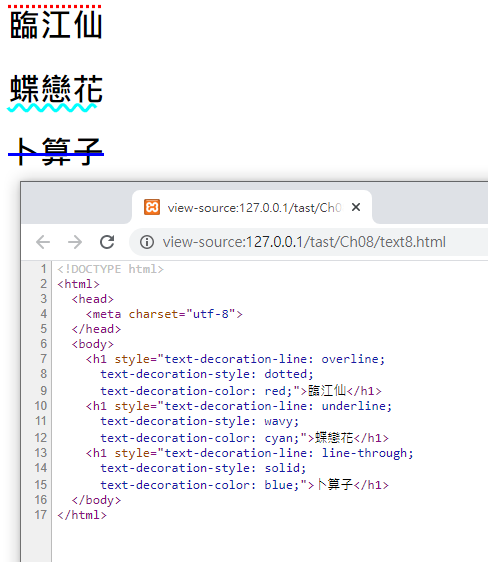 臨江仙
蝶戀花
卜算子
view-source:127.0.0.1/tast/Ch0
view-source:127.0.0.1/tast/Ch08/text8.html
1 <!DOCTYPE html>
2 <html>
3 <head>
4 <meta charset="utf-8">
5 </head>
6 <body>
7 <h1 style="text-decoration-line: overline;
8 text-decoration-style: dotted;
9 text-decoration-color: red;">臨江仙</h1>
10 <h1 style="text-decoration-line: underline;
11 text-decoration-style: wavy;
12 text-decoration-color: cyan;">蝶戀花</h1>
13 <h1 style="text-decoration-line: line-through;
14 text-decoration-style: solid;
15 text-decoration-color: blue;">卜算子</h1>
16 </body>
17 </html>